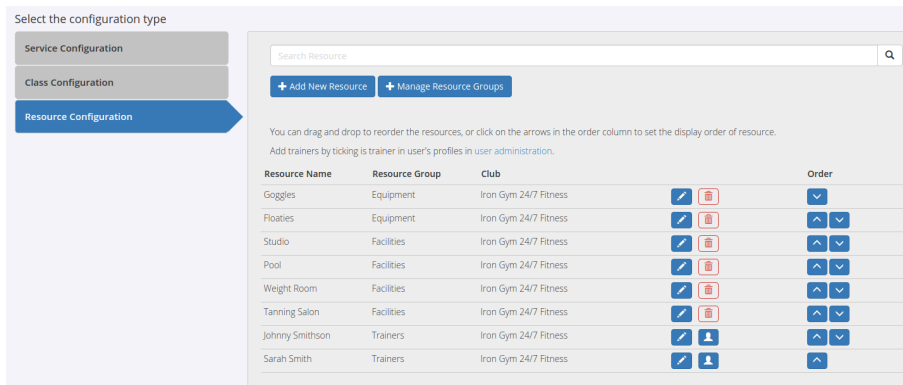 Select the configuration type
Service Configuration
Class Configuration
Resource Configuration
Search Resource
Add New Resource
Manage Resource Groups
You can drag and drop to reorder the resources, or click on the arrows in the order column to set the display order of resource.
Add trainers by ticking is trainer in user's profiles in user administration.
Resource Name Resource Group Club Order
Goggles Equipment Iron Gym 24/7 Fitness
Floaties Equipment Iron Gym 24/7 Fitness
Studio Facilities Iron Gym 24/7 Fitness
Pool Facilities Iron Gym 24/7 Fitness
Weight Room Facilities Iron Gym 24/7 Fitness
Tanning Salon Facilities Iron Gym 24/7 Fitness
Johnny Smithson Trainers Iron Gym 24/7 Fitness
Sarah Smith Trainers Iron Gym 24/7 Fitness